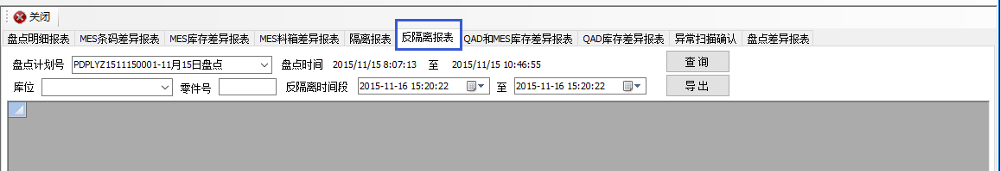 关闭
盘点明细报表 MES条码差异报表 MES库存差异报表 MES料箱差异报表 隔离报表 反隔离报表 QAD和MES库存差异报表 QAD库存差异报表 异常扫描确认 盘点差异报表
盘点计划号 PDPLYZ1511150001-11月15日盘点 盘点时间 2015/11/15 8:07:13 至 2015/11/15 10:46:55 查询
库位 零件号 反隔离时间段 2015-11-16 15:20:22 至 2015-11-16 15:20:22 导出